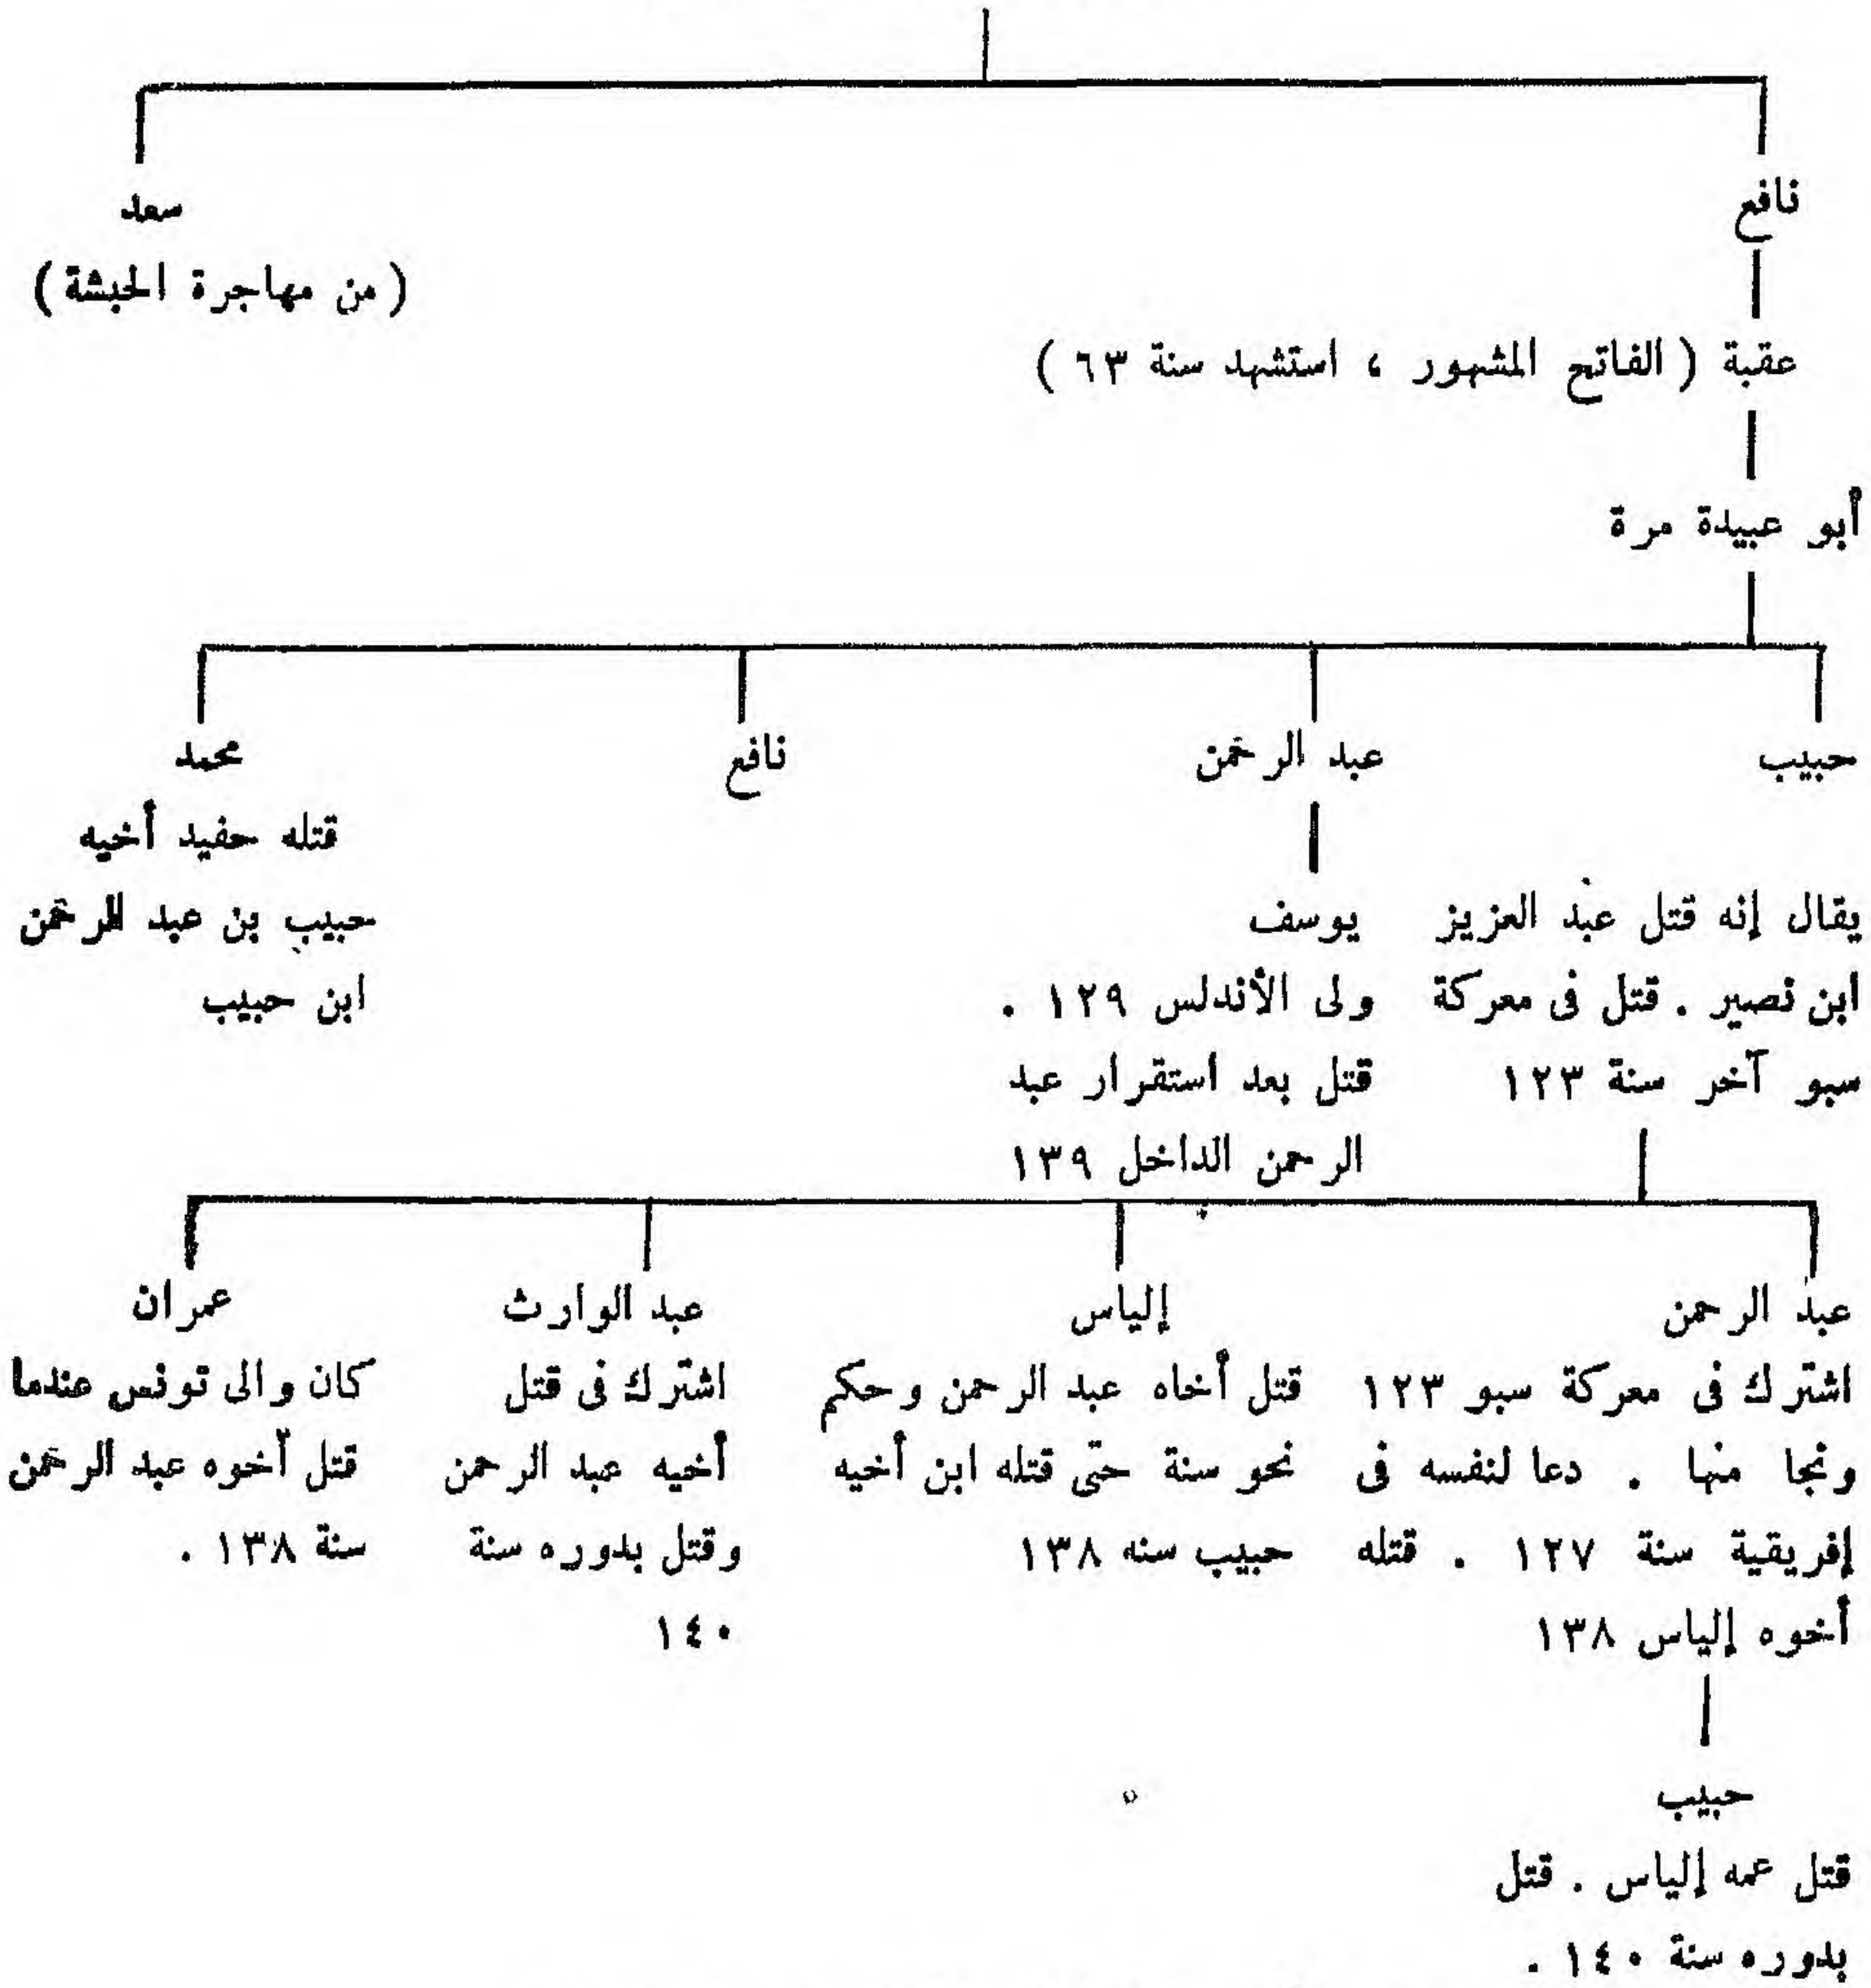 نافع
سعد
(من مهاجرة الحبشة)
عقبة ( الفاتح المشهور ، استشهد سنة ٦٣ )
أبو عبيدة مرة
حبيب
عبد الرحمن
نافع
محمد
قتله حفيد أخيه
حبيب بن عبد الرحمن
ابن حبيب
يقال إنه قتل عبد العزيز
ابن نصير . قتل فى معركة
سبو آخر سنة ١٢٣
يوسف
ولى الأندلس ١٢٩ .
قتل بعد استقرار عبد
الرحمن الداخل ١٣٩
عبد الرحمن
اشترك فى معركة سبو ١٢٣
ونجا منها . دعا لنفسه فى
إفريقية سنة ١٢٧ . قتله
أخوه إلياس ١٣٨
إلياس
قتل أخاه عبد الرحمن وحكم
نحو سنة حتى قتله ابن أخيه
حبيب سنه ١٣٨
عبد الوارث
اشترك فى قتل
أخيه عبد الرحمن
وقتل بدوره سنة
١٤٠
عمران
كان والى تونس عندما
قتل أخوه عبد الرحمن
سنة ١٣٨ .
حبيب
قتل عمه إلياس . قتل
بدوره سنة ١٤٠ .